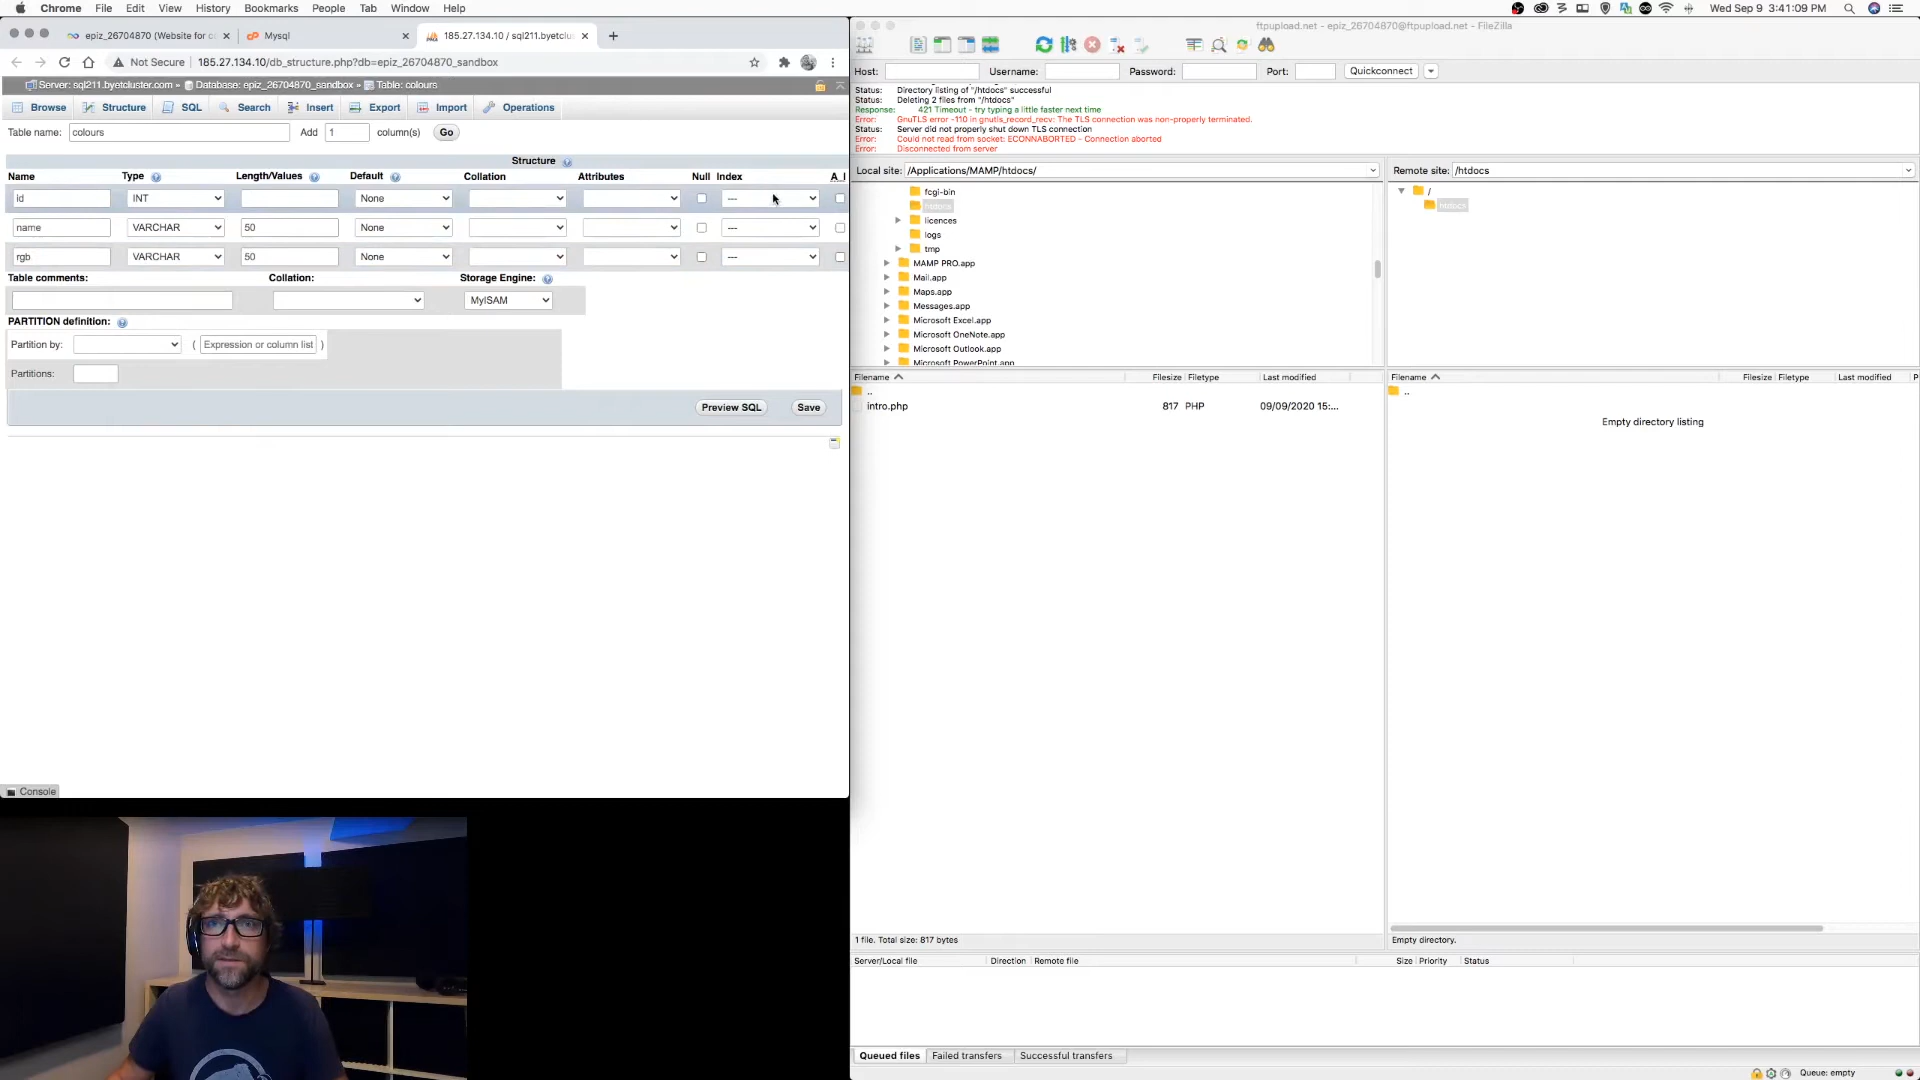 Chrome File Edit View History Bookmarks People Tab Window Help
Wed Sep 9 3:41:09 PM
epiz_26704870 (Website for c
Mysql
185.27.134.10 / sql211.byetclu
Not Secure 185.27.134.10/db_structure.php?db=epiz_26704870_sandbox
Server: sql211.byetcluster.com » Database: epiz_26704870_sandbox » Table: colours
Browse Structure SQL Search Insert Export Import Operations
Table name: colours Add 1 column(s) Go
Structure
Name Type Length/Values Default Collation Attributes Null Index A_I
id INT None ---
name VARCHAR 50 None ---
rgb VARCHAR 50 None ---
Table comments: Collation: Storage Engine:
MyISAM
PARTITION definition:
Partition by: ( Expression or column list )
Partitions:
Preview SQL Save
Console
ftpupload.net - epiz_26704870@ftpupload.net - FileZilla
Host: Username: Password: Port: Quickconnect
Status: Directory listing of "/htdocs" successful
Status: Deleting 2 files from "/htdocs"
Response: 421 Timeout - try typing a little faster next time
Error: GnuTLS error -110 in gnutls_record_recv: The TLS connection was non-properly terminated.
Status: Server did not properly shut down TLS connection
Error: Could not read from socket: ECONNABORTED - Connection aborted
Error: Disconnected from server
Local site: /Applications/MAMP/htdocs/
fcgi-bin
htdocs
licences
logs
tmp
MAMP PRO.app
Mail.app
Maps.app
Messages.app
Microsoft Excel.app
Microsoft OneNote.app
Microsoft Outlook.app
Microsoft PowerPoint.app
Remote site: /htdocs
/
htdocs
Filename Filesize Filetype Last modified
..
intro.php 817 PHP 09/09/2020 15:...
1 file. Total size: 817 bytes
Filename Filesize Filetype Last modified P
..
Empty directory listing
Empty directory.
Server/Local file Direction Remote file Size Priority Status
Queued files Failed transfers Successful transfers
Queue: empty